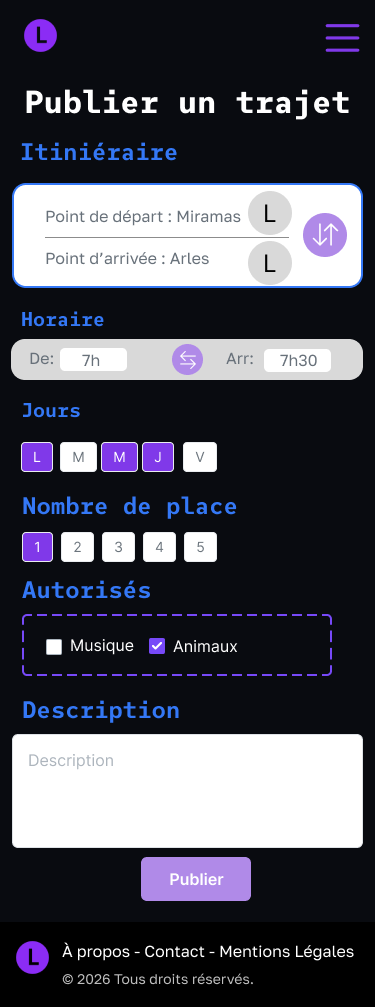 L
Publier un trajet
Itiniéraire
Point de départ : Miramas L
Point d’arrivée : Arles L
Horaire
De: 7h Arr: 7h30
Jours
L M M J V
Nombre de place
1 2 3 4 5
Autorisés
Musique Animaux
Description
Description
Publier
L
À propos - Contact - Mentions Légales
© 2026 Tous droits réservés.